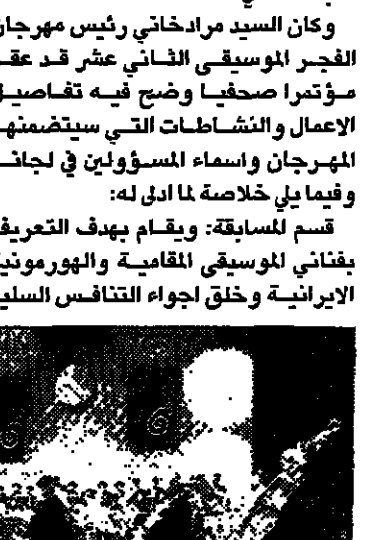 وكان السيد مرادخاني رئيس مهرجان
الفجر الموسيقي الثاني عشر قد عقد
مؤتمرا صحفيا وضح فيه تفاصيل
الاعمال والنشاطات التي سيتضمنها
المهرجان واسماء المسؤولين في لجانه
وفيما يلي خلاصة لما ادلى له:
قسم المسابقة: ويقام بهدف التعريف
بفناني الموسيقى المقامية والهورمونية
الايرانية وخلق اجواء التنافس السليم